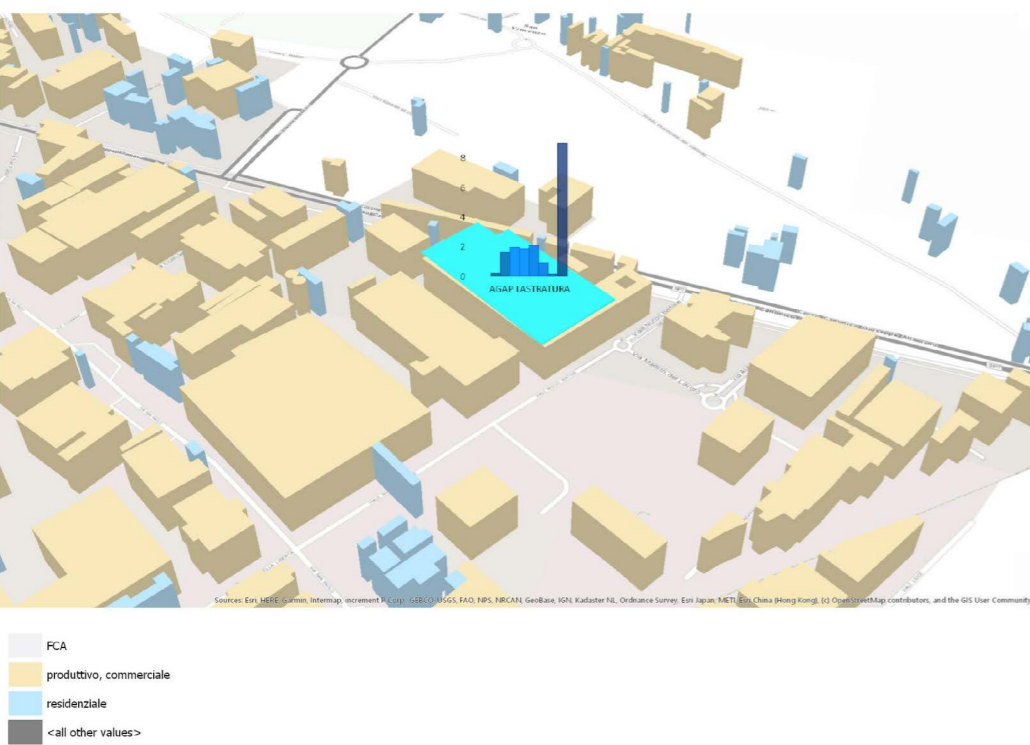 San
Vincenzo
8
6
4
2
0
AGAP LASTRATURA
Sources: Esri, HERE, Garmin, Intermap, increment P Corp., GEBCO, USGS, FAO, NPS, NRCAN, GeoBase, IGN, Kadaster NL, Ordnance Survey, Esri Japan, METI, Esri China (Hong Kong), (c) OpenStreetMap contributors, and the GIS User Community
FCA
produttivo, commerciale
residenziale
<all other values>